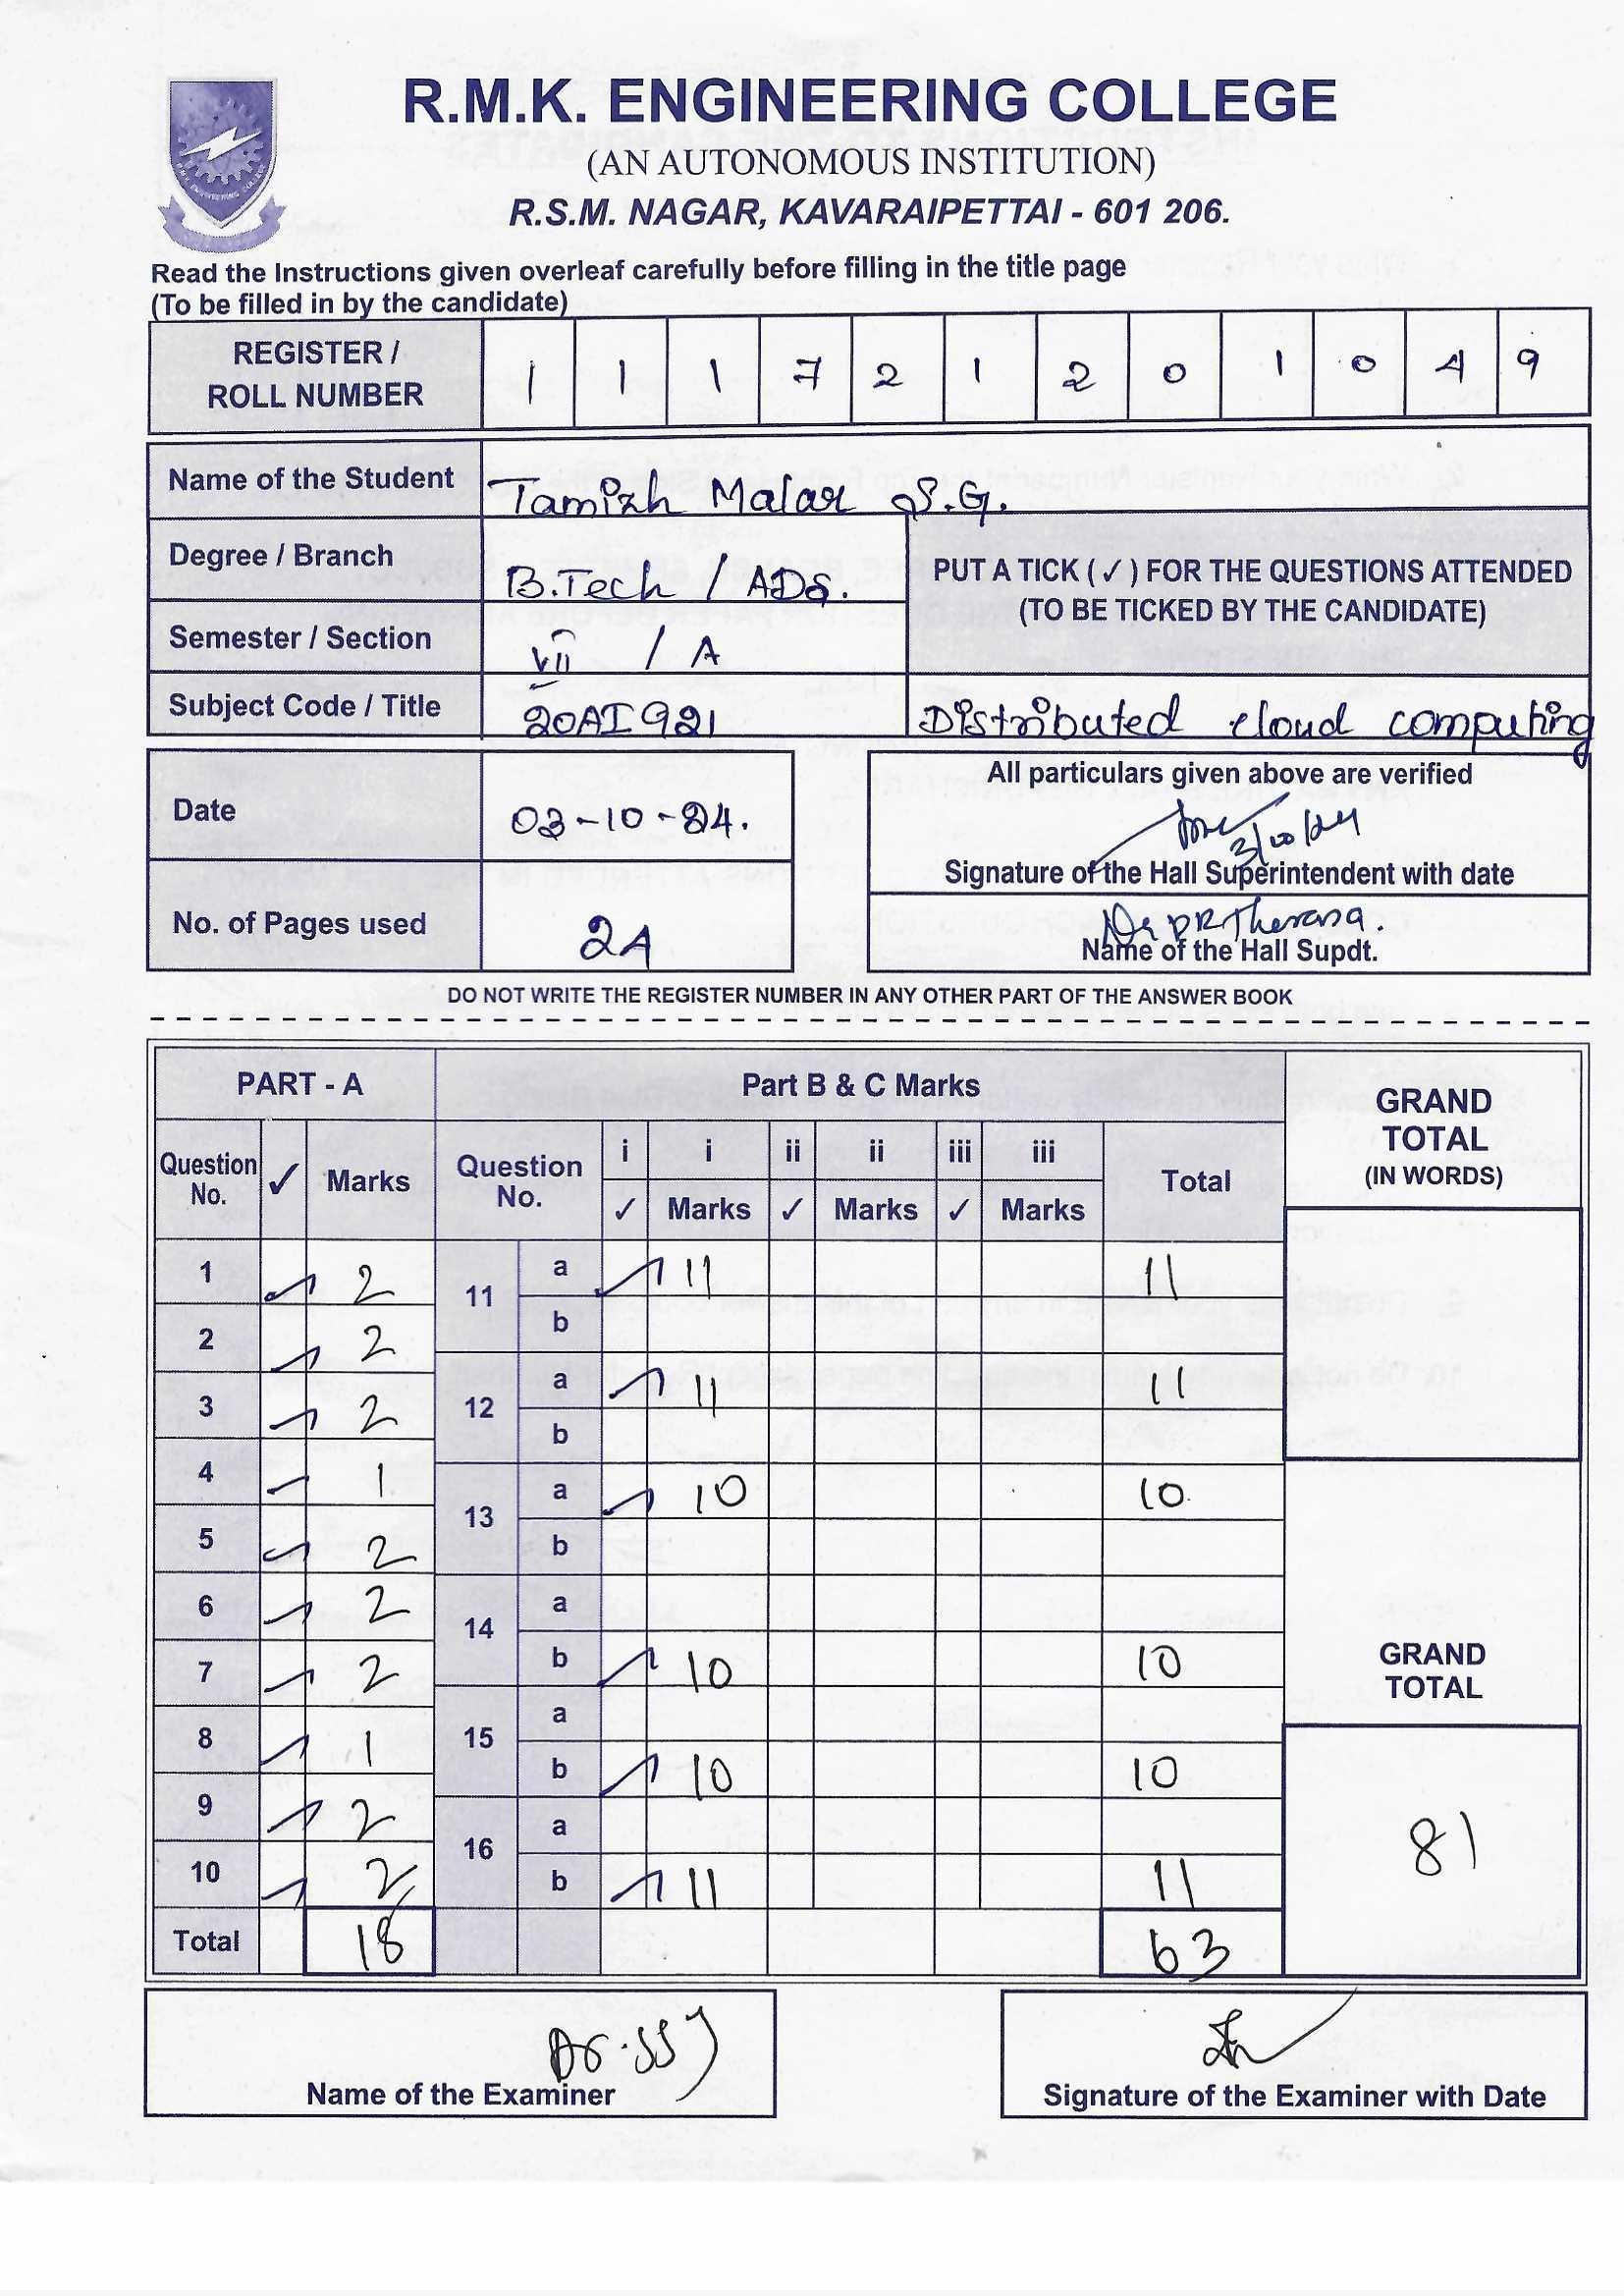 R.M.K. ENGINEERING COLLEGE
(AN AUTONOMOUS INSTITUTION)
R.S.M. NAGAR, KAVARAIPETTAI - 601 206.
Read the Instructions given overleaf carefully before filling in the title page
(To be filled in by the candidate)
REGISTER / ROLL NUMBER 1 1 1 7 2 1 2 0 1 0 4 9
Name of the Student Tamizh Malar S.G.
Degree / Branch B.Tech / ADS.
PUT A TICK ( ✓ ) FOR THE QUESTIONS ATTENDED
(TO BE TICKED BY THE CANDIDATE)
Semester / Section VII / A
Subject Code / Title 20AI921 Distributed cloud computing
All particulars given above are verified
Date 03-10-24.
3/10/24
Signature of the Hall Superintendent with date
No. of Pages used 24
Name of the Hall Supdt.
DO NOT WRITE THE REGISTER NUMBER IN ANY OTHER PART OF THE ANSWER BOOK
PART - A Part B & C Marks GRAND TOTAL (IN WORDS)
Question No. ✓ Marks Question No. i i ii ii iii iii Total
✓ Marks ✓ Marks ✓ Marks
1 ✓ 2 11 a ✓ 11 11
2 ✓ 2 b
3 ✓ 2 12 a ✓ 11 11
b
4 ✓ 1 13 a ✓ 10 10
5 ✓ 2 b
6 ✓ 2 14 a
7 ✓ 2 b ✓ 10 10
GRAND TOTAL
8 ✓ 1 15 a
b ✓ 10 10
9 ✓ 2 16 a
81
10 ✓ 2 b ✓ 11 11
Total 18 63
Name of the Examiner
Signature of the Examiner with Date